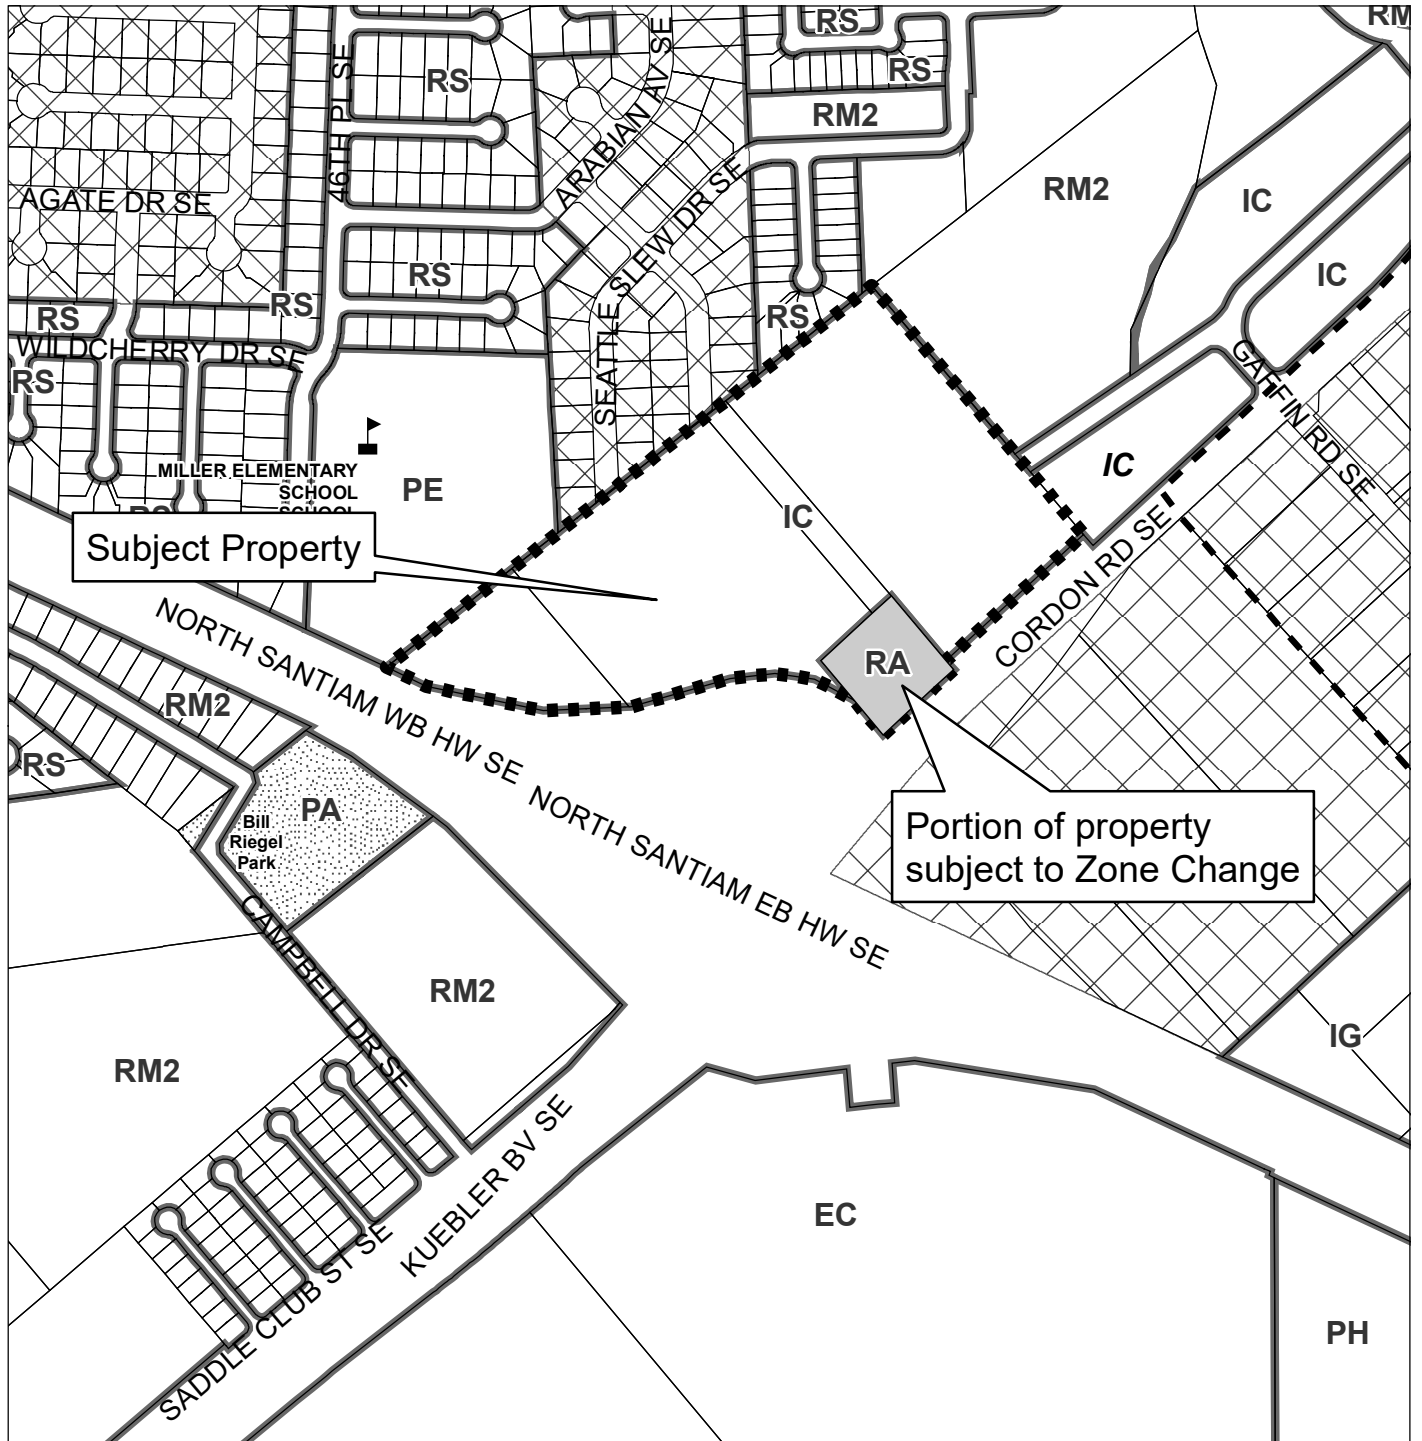 RM
RS
RS
RS
RM2
46TH PL SE
ARABIAN AV SE
AGATE DR SE
RM2
IC
SEATTLE SLEW DR SE
RS
IC
RS
RS
RS
WILDCHERRY DR SE
RS
GAFFIN RD SE
MILLER ELEMENTARY
SCHOOL
SCHOOL
PE
IC
IC
RS
Subject Property
CORDON RD SE
NORTH SANTIAM WB HW SE
RA
RM2
RS
PA
Bill
Riegel
Park
NORTH SANTIAM EB HW SE
Portion of property
subject to Zone Change
CAMPBELL DR SE
RM2
RM2
IG
KUEBLER BV SE
SADDLE CLUB ST SE
EC
PH